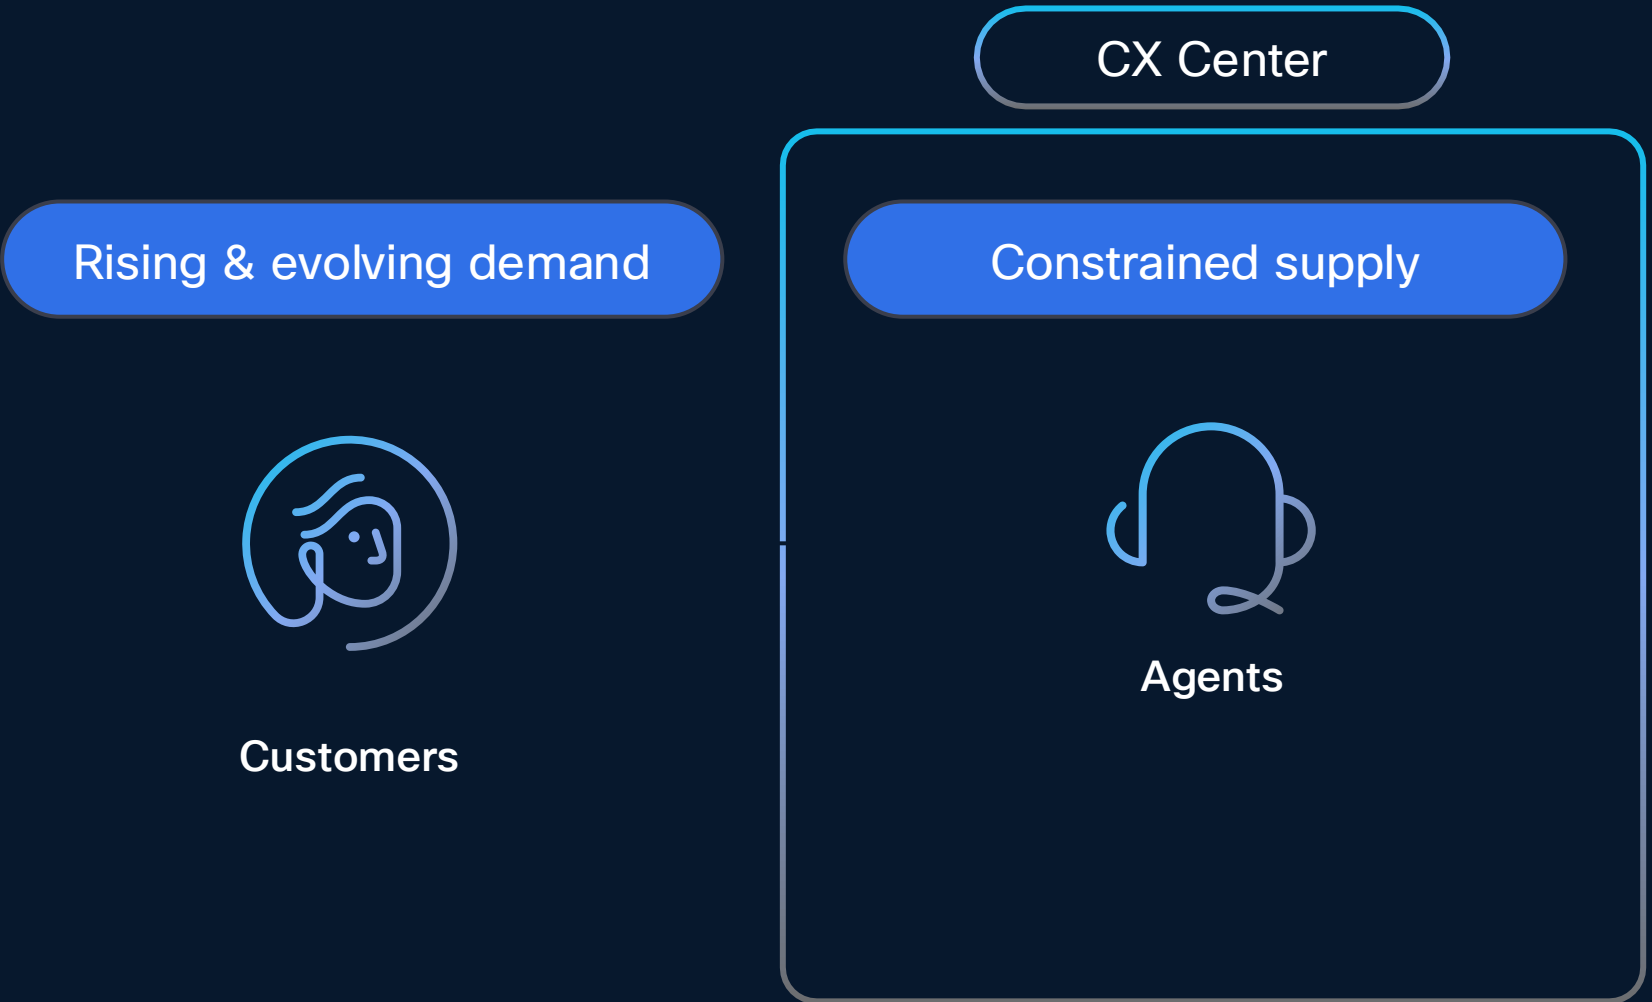 CX Center
Rising & evolving demand
Constrained supply
Agents
Customers